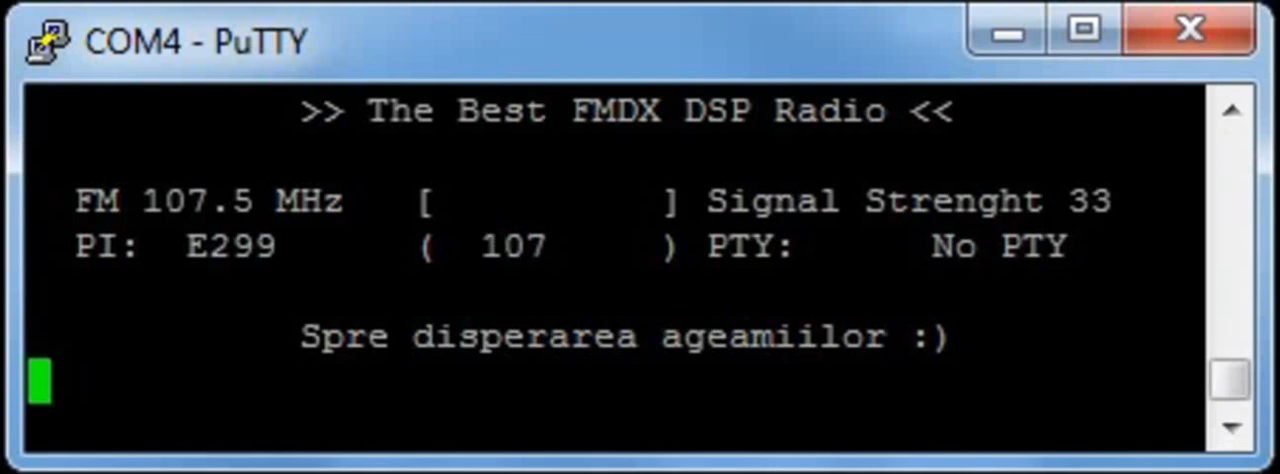 COM4 - PuTTY
>> The Best FMDX DSP Radio <<
FM 107.5 MHz [ ] Signal Strenght 33
PI: E299 ( 107 ) PTY: No PTY
Spre disperarea ageamiilor :)